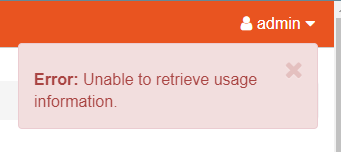 admin
Error: Unable to retrieve usage
information.